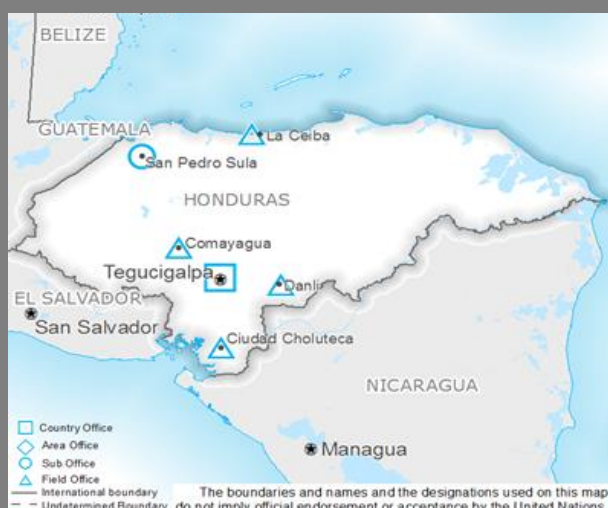 BELIZE
GUATEMALA
La Ceiba
San Pedro Sula
HONDURAS
Comayagua
Tegucigalpa
Danlí
EL SALVADOR
San Salvador
Ciudad Choluteca
NICARAGUA
Managua
Country Office
Area Office
Sub Office
Field Office
International boundary
Undetermined Boundary
The boundaries and names and the designations used on this map
do not imply official endorsement or acceptance by the United Nations.